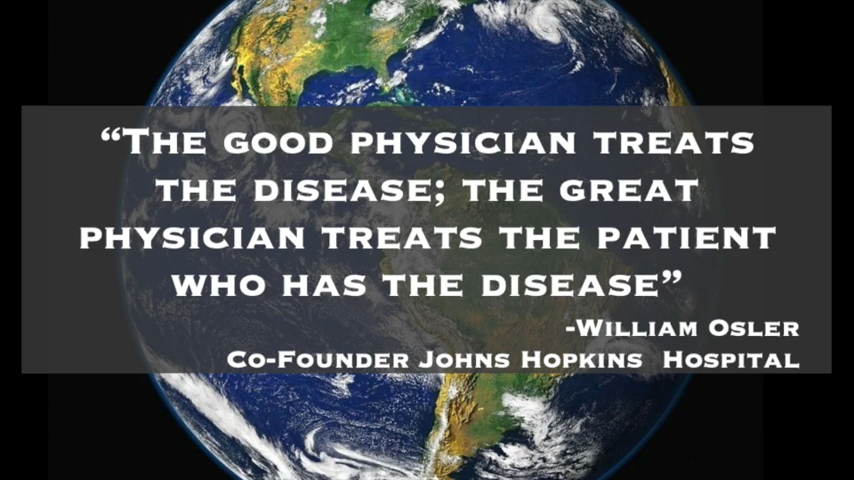 “The good physician treats
the disease; the great
physician treats the patient
who has the disease”
-William Osler
Co-Founder Johns Hopkins Hospital